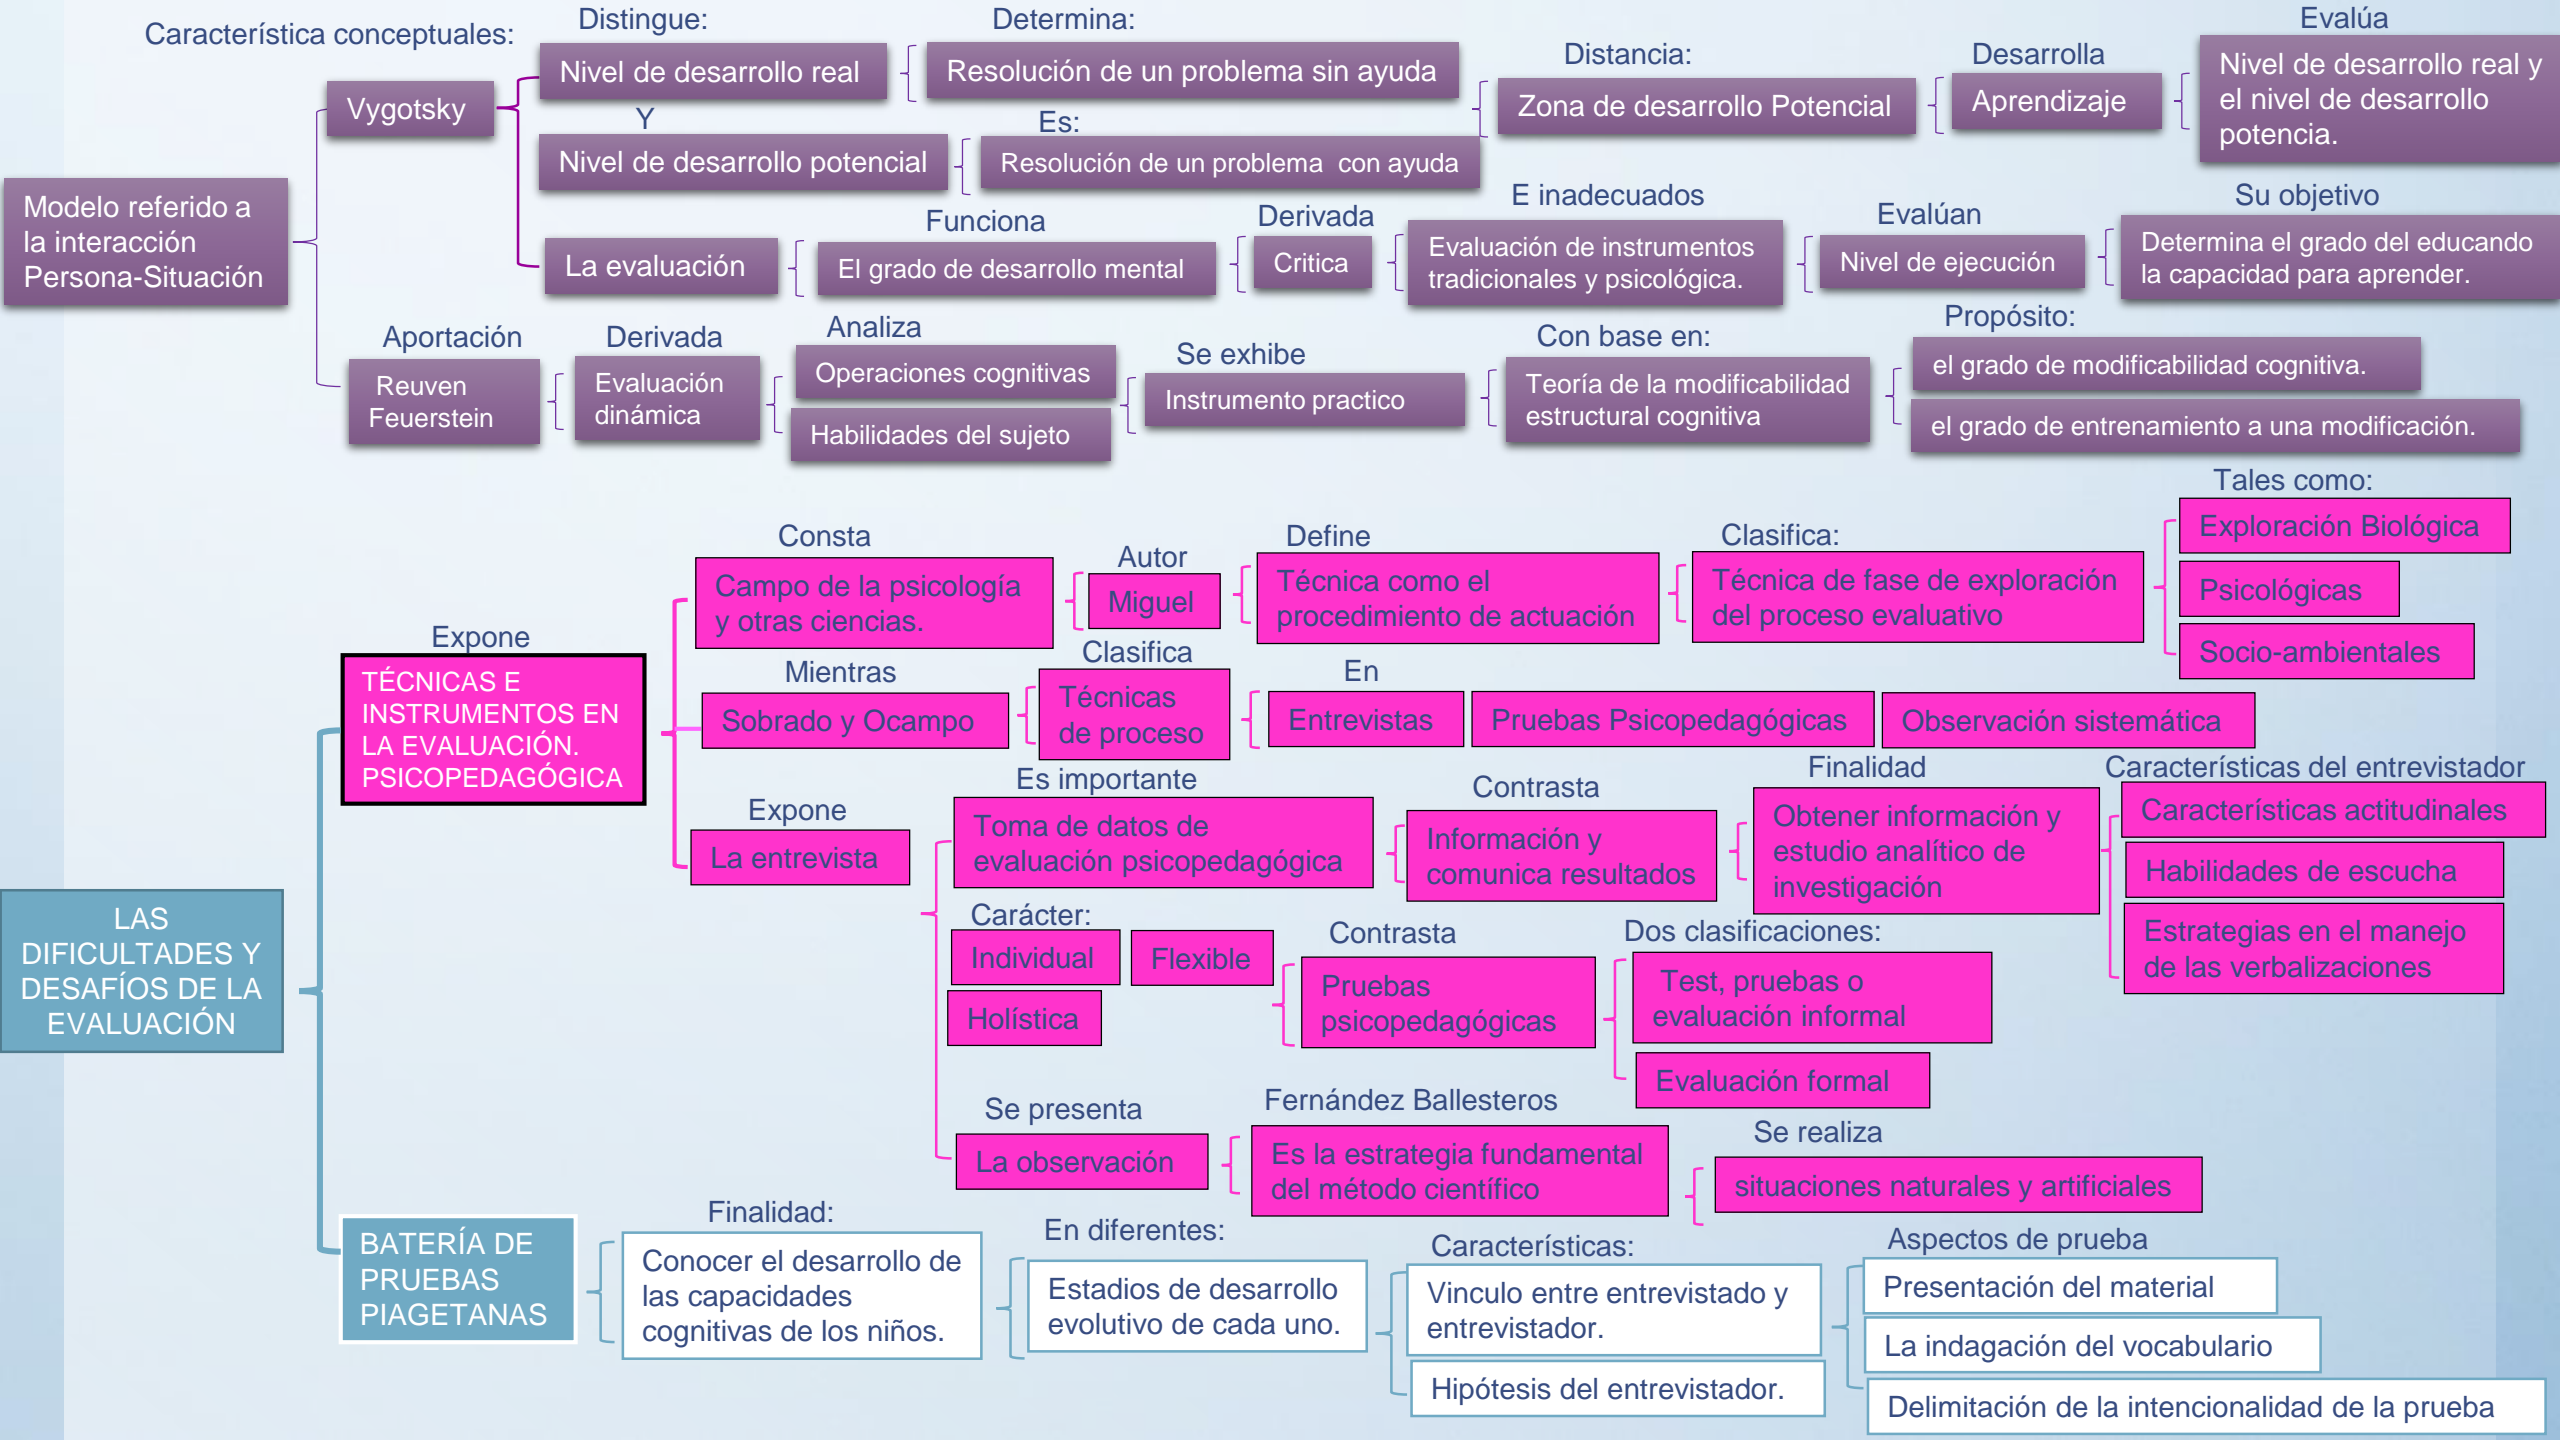 Característica conceptuales:
Distingue:
Determina:
Distancia:
Desarrolla
Evalúa
Vygotsky
Nivel de desarrollo real
Resolución de un problema sin ayuda
Zona de desarrollo Potencial
Aprendizaje
Nivel de desarrollo real y
el nivel de desarrollo
potencia.
Y
Es:
Nivel de desarrollo potencial
Resolución de un problema  con ayuda
Modelo referido a
la interacción
Persona-Situación
Funciona
Derivada
E inadecuados
Evalúan
Su objetivo
La evaluación
El grado de desarrollo mental
Critica
Evaluación de instrumentos
tradicionales y psicológica.
Nivel de ejecución
Determina el grado del educando
la capacidad para aprender.
Aportación
Derivada
Analiza
Se exhibe
Con base en:
Propósito:
Reuven
Feuerstein
Evaluación
dinámica
Operaciones cognitivas
Habilidades del sujeto
Instrumento practico
Teoría de la modificabilidad
estructural cognitiva
el grado de modificabilidad cognitiva.
el grado de entrenamiento a una modificación.
Tales como:
Consta
Autor
Define
Clasifica:
Campo de la psicología
y otras ciencias.
Miguel
Técnica como el
procedimiento de actuación
Técnica de fase de exploración
del proceso evaluativo
Exploración Biológica
Psicológicas
Socio-ambientales
Expone
TÉCNICAS E
INSTRUMENTOS EN
LA EVALUACIÓN.
PSICOPEDAGÓGICA
Mientras
Clasifica
En
Sobrado y Ocampo
Técnicas
de proceso
Entrevistas
Pruebas Psicopedagógicas
Observación sistemática
Expone
Es importante
Contrasta
Finalidad
Características del entrevistador
La entrevista
Toma de datos de
evaluación psicopedagógica
Información y
comunica resultados
Obtener información y
estudio analítico de
investigación
Características actitudinales
Habilidades de escucha
Estrategias en el manejo
de las verbalizaciones
LAS
DIFICULTADES Y
DESAFÍOS DE LA
EVALUACIÓN
Carácter:
Contrasta
Dos clasificaciones:
Individual
Flexible
Holística
Pruebas
psicopedagógicas
Test, pruebas o
evaluación informal
Evaluación formal
Se presenta
Fernández Ballesteros
Se realiza
La observación
Es la estrategia fundamental
del método científico
situaciones naturales y artificiales
Finalidad:
En diferentes:
Características:
Aspectos de prueba
BATERÍA DE
PRUEBAS
PIAGETANAS
Conocer el desarrollo de
las capacidades
cognitivas de los niños.
Estadios de desarrollo
evolutivo de cada uno.
Vinculo entre entrevistado y
entrevistador.
Hipótesis del entrevistador.
Presentación del material
La indagación del vocabulario
Delimitación de la intencionalidad de la prueba